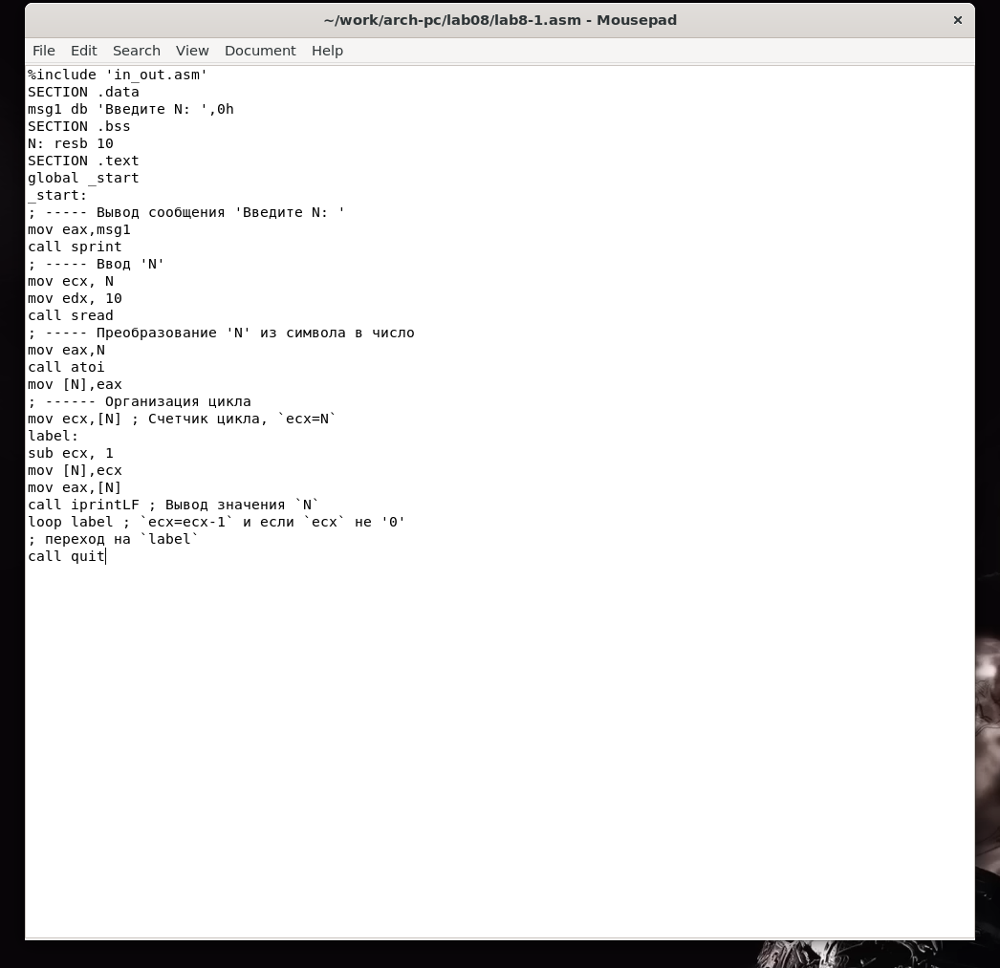 ~/work/arch-pc/lab08/lab8-1.asm - Mousepad
×
File Edit Search View Document Help
%include 'in_out.asm'
SECTION .data
msg1 db 'Введите N: ',0h
SECTION .bss
N: resb 10
SECTION .text
global _start
_start:
; ----- Вывод сообщения 'Введите N: '
mov eax,msg1
call sprint
; ----- Ввод 'N'
mov ecx, N
mov edx, 10
call sread
; ----- Преобразование 'N' из символа в число
mov eax,N
call atoi
mov [N],eax
; ------ Организация цикла
mov ecx,[N] ; Счетчик цикла, `ecx=N`
label:
sub ecx, 1
mov [N],ecx
mov eax,[N]
call iprintLF ; Вывод значения `N`
loop label ; `ecx=ecx-1` и если `ecx` не '0'
; переход на `label`
call quit